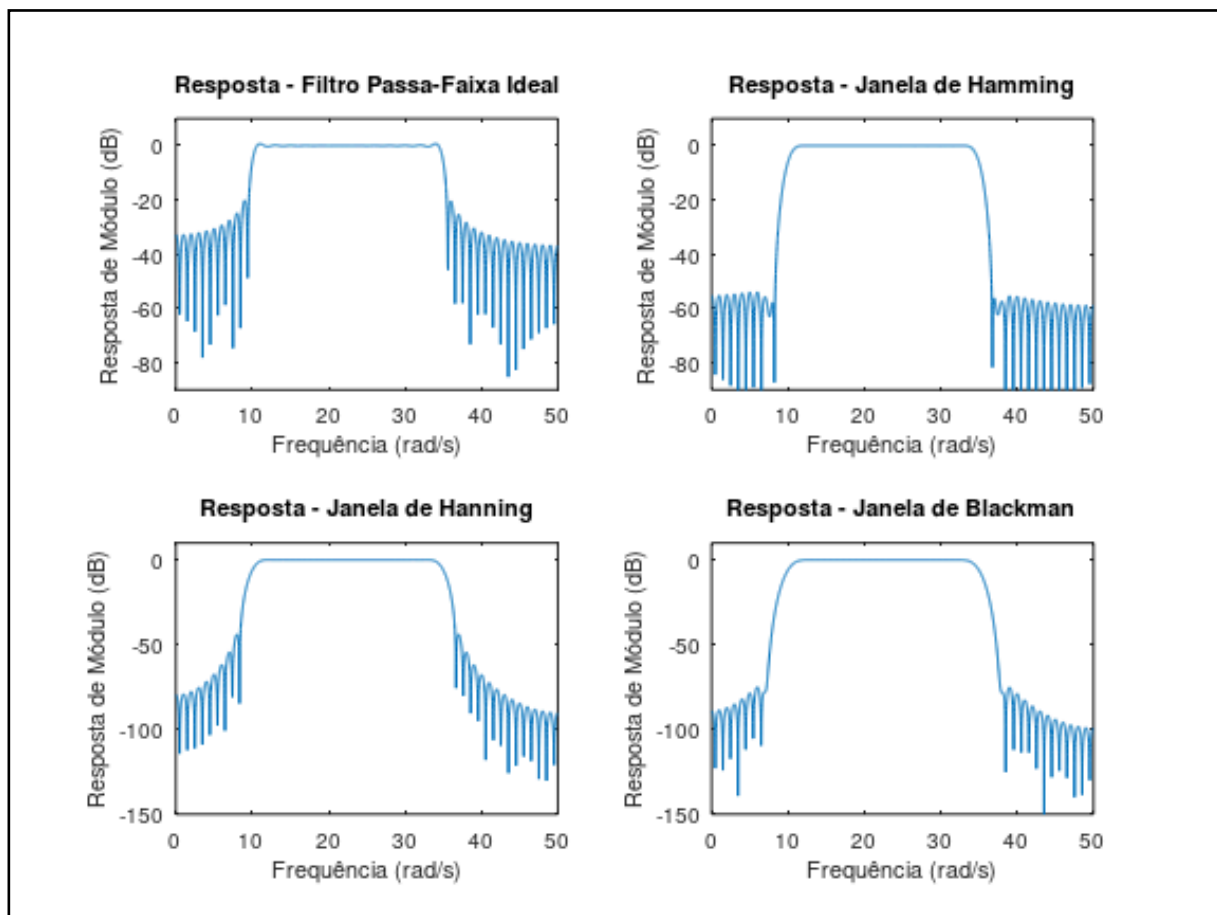 Resposta - Filtro Passa-Faixa Ideal
Resposta de Módulo (dB)
0
-20
-40
-60
-80
0 10 20 30 40 50
Frequência (rad/s)
Resposta - Janela de Hamming
Resposta de Módulo (dB)
0
-20
-40
-60
-80
0 10 20 30 40 50
Frequência (rad/s)
Resposta - Janela de Hanning
Resposta de Módulo (dB)
0
-50
-100
-150
0 10 20 30 40 50
Frequência (rad/s)
Resposta - Janela de Blackman
Resposta de Módulo (dB)
0
-50
-100
-150
0 10 20 30 40 50
Frequência (rad/s)